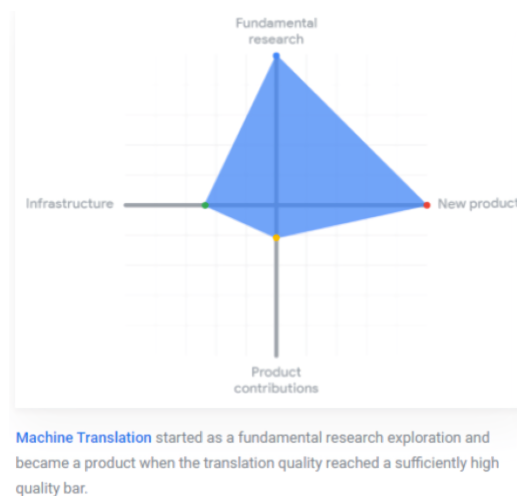 Fundamental
research
Infrastructure
New product
Product
contributions
Machine Translation started as a fundamental research exploration and
became a product when the translation quality reached a sufficiently high
quality bar.